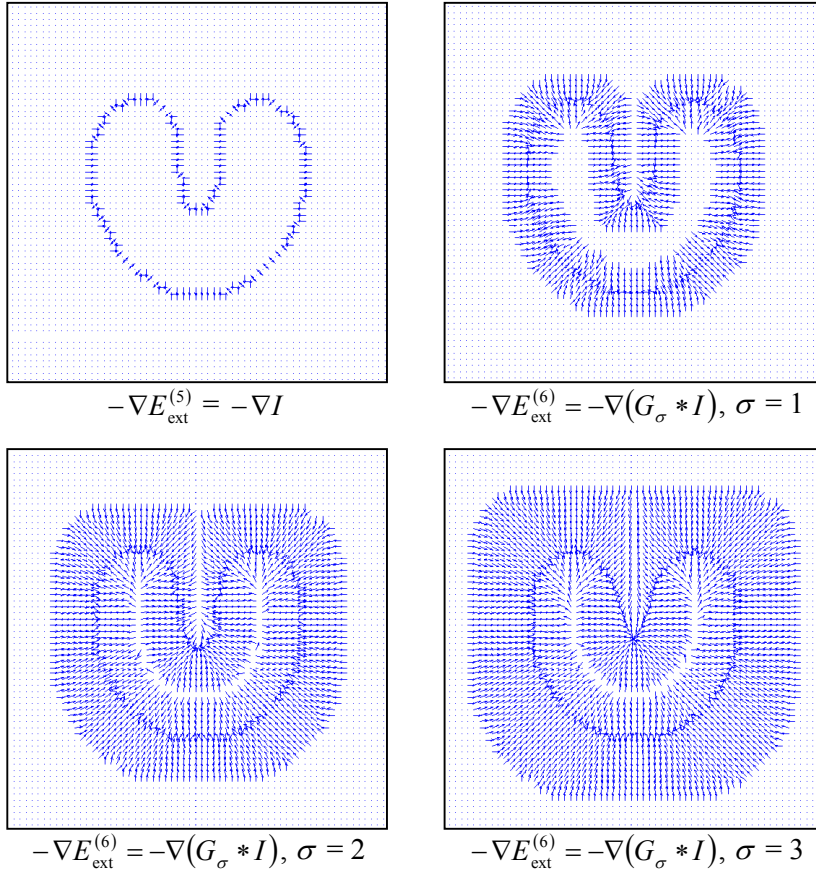 −∇E_ext^(5) = −∇I
−∇E_ext^(6) = −∇(G_σ * I), σ = 1
−∇E_ext^(6) = −∇(G_σ * I), σ = 2
−∇E_ext^(6) = −∇(G_σ * I), σ = 3